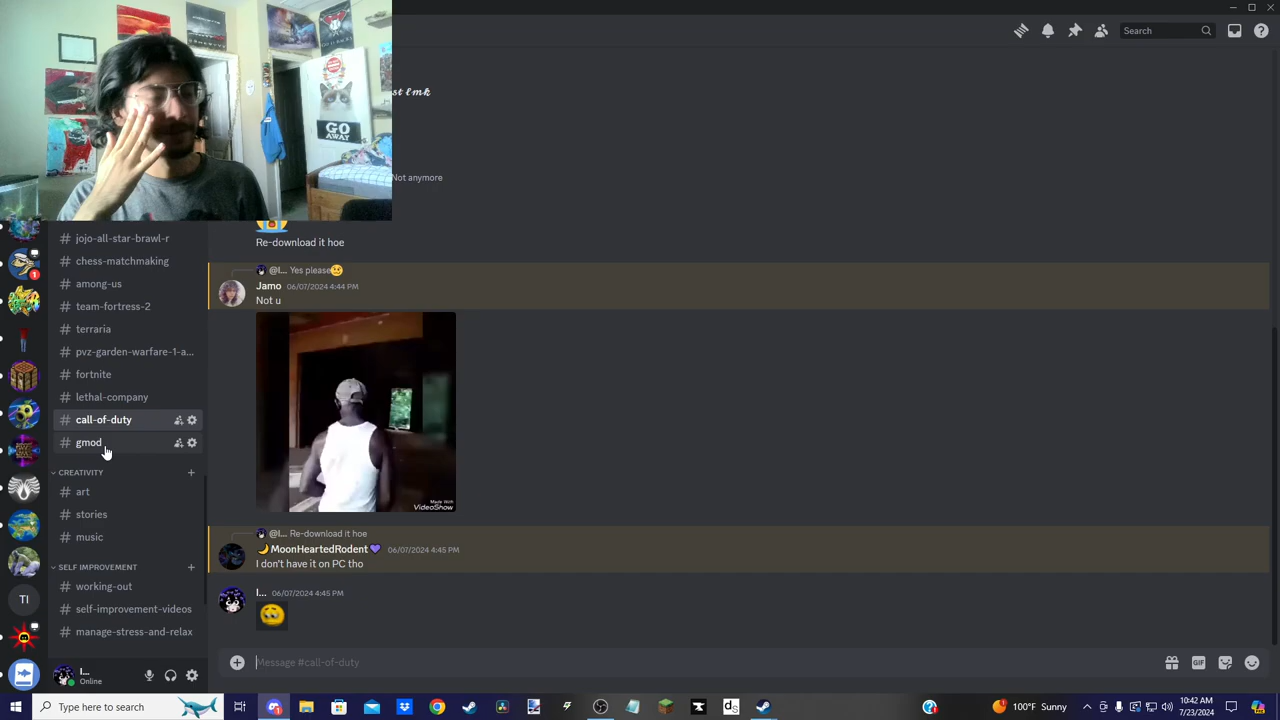 GO
AWAY
Search
st lmk
Not anymore
Re-download it hoe
@I... Yes please
Jamo 06/07/2024 4:44 PM
Not u
Made With
VideoShow
@I... Re-download it hoe
MoonHeartedRodent 06/07/2024 4:45 PM
I don't have it on PC tho
I... 06/07/2024 4:45 PM
Message #call-of-duty
jojo-all-star-brawl-r
chess-matchmaking
among-us
team-fortress-2
terraria
pvz-garden-warfare-1-a...
fortnite
lethal-company
call-of-duty
gmod
CREATIVITY
art
stories
music
SELF IMPROVEMENT
working-out
self-improvement-videos
manage-stress-and-relax
1
TI
I...
Online
GIF
Type here to search
ds
100°F Sunny
10:42 AM
7/23/2024